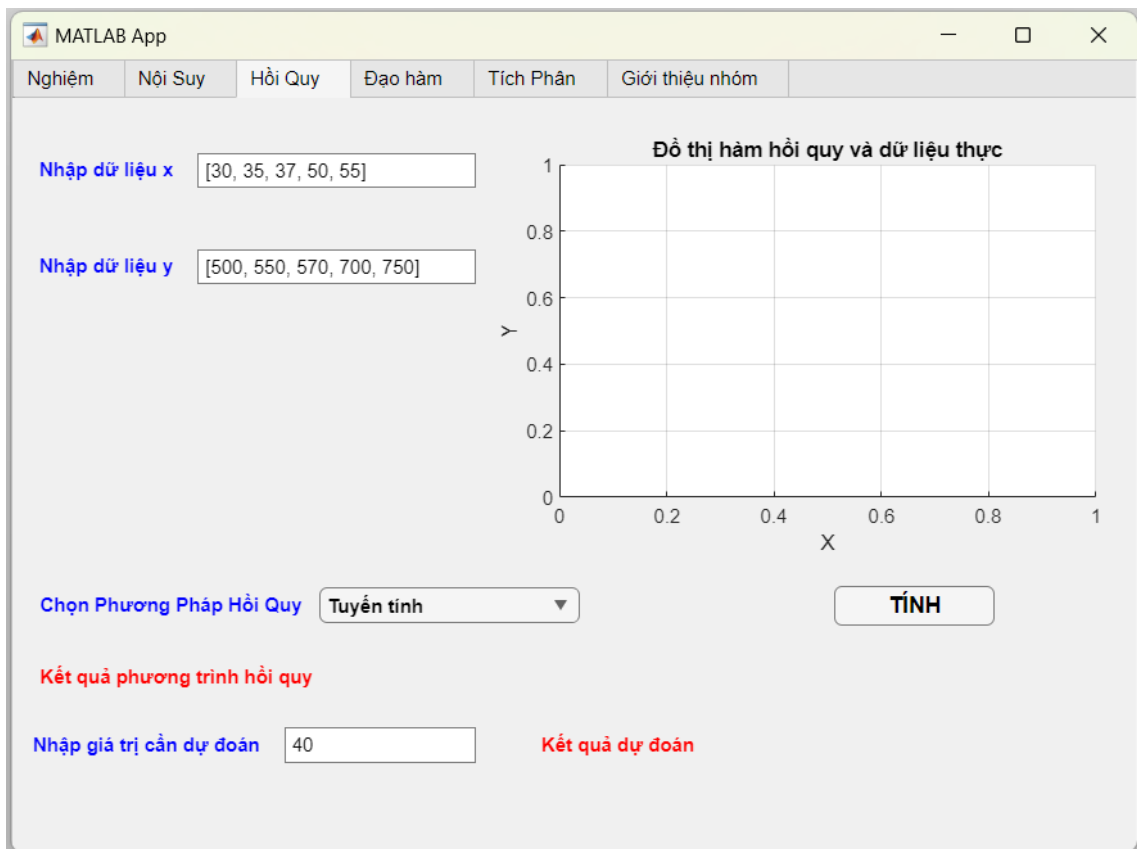 MATLAB App
Nghiệm Nội Suy Hồi Quy Đạo hàm Tích Phân Giới thiệu nhóm
Nhập dữ liệu x [30, 35, 37, 50, 55]
Nhập dữ liệu y [500, 550, 570, 700, 750]
Đồ thị hàm hồi quy và dữ liệu thực
1
0.8
0.6
Y
0.4
0.2
0
0 0.2 0.4 0.6 0.8 1
X
Chọn Phương Pháp Hồi Quy Tuyến tính TÍNH
Kết quả phương trình hồi quy
Nhập giá trị cần dự đoán 40 Kết quả dự đoán